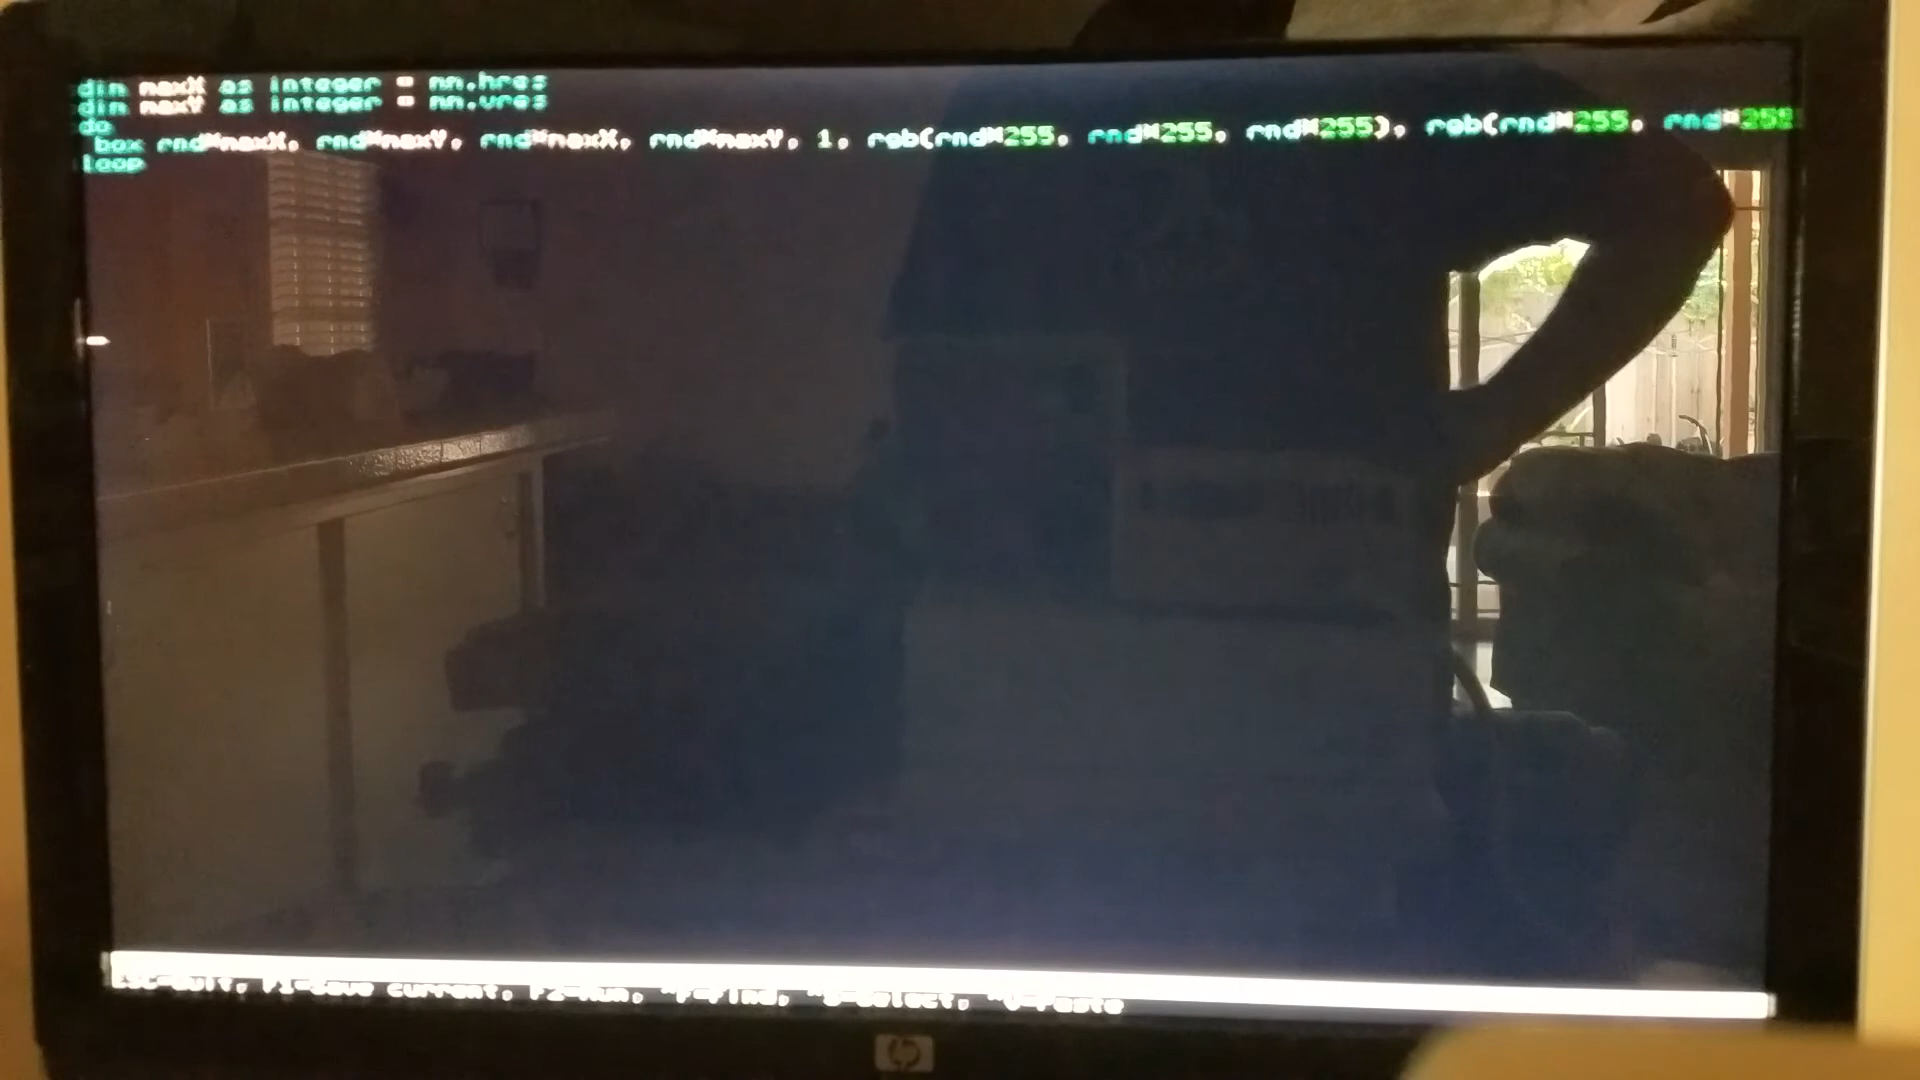 dim maxX as integer = mm.hres
dim maxY as integer = mm.vres
do
box rnd*maxX, rnd*maxY, rnd*maxX, rnd*maxY, 1, rgb(rnd*255, rnd*255, rnd*255), rgb(rnd*255, rnd*255
loop
ESC=Quit, F1=Save current, F2=Run, ^F=Find, ^S=Select, ^V=Paste
hp